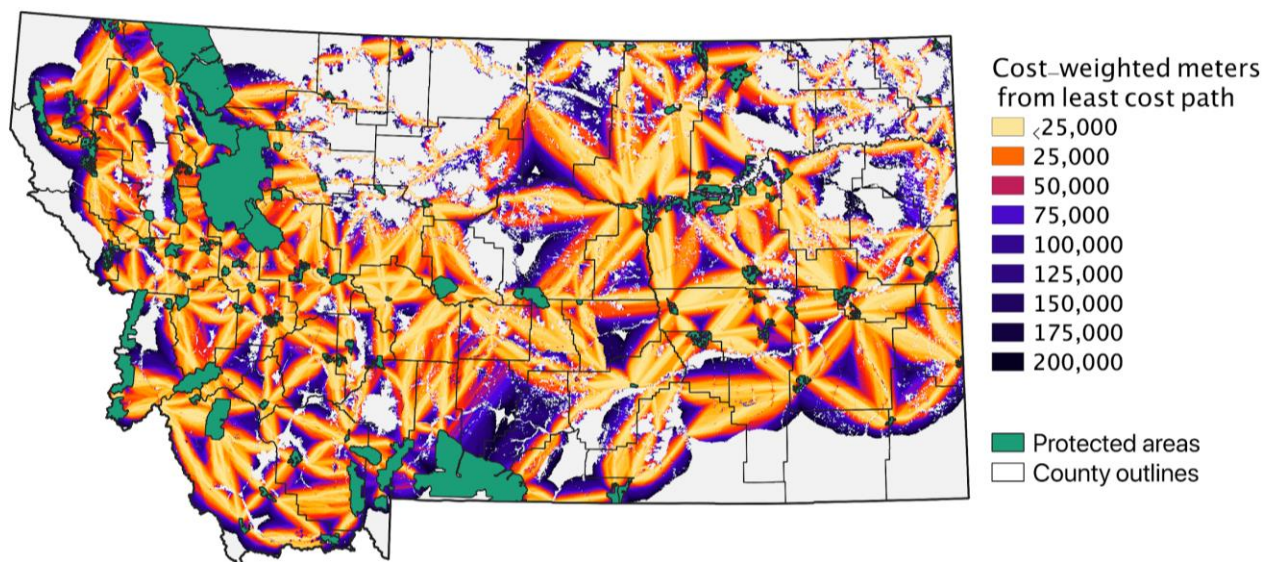 Cost–weighted meters
from least cost path
<25,000
25,000
50,000
75,000
100,000
125,000
150,000
175,000
200,000
Protected areas
County outlines